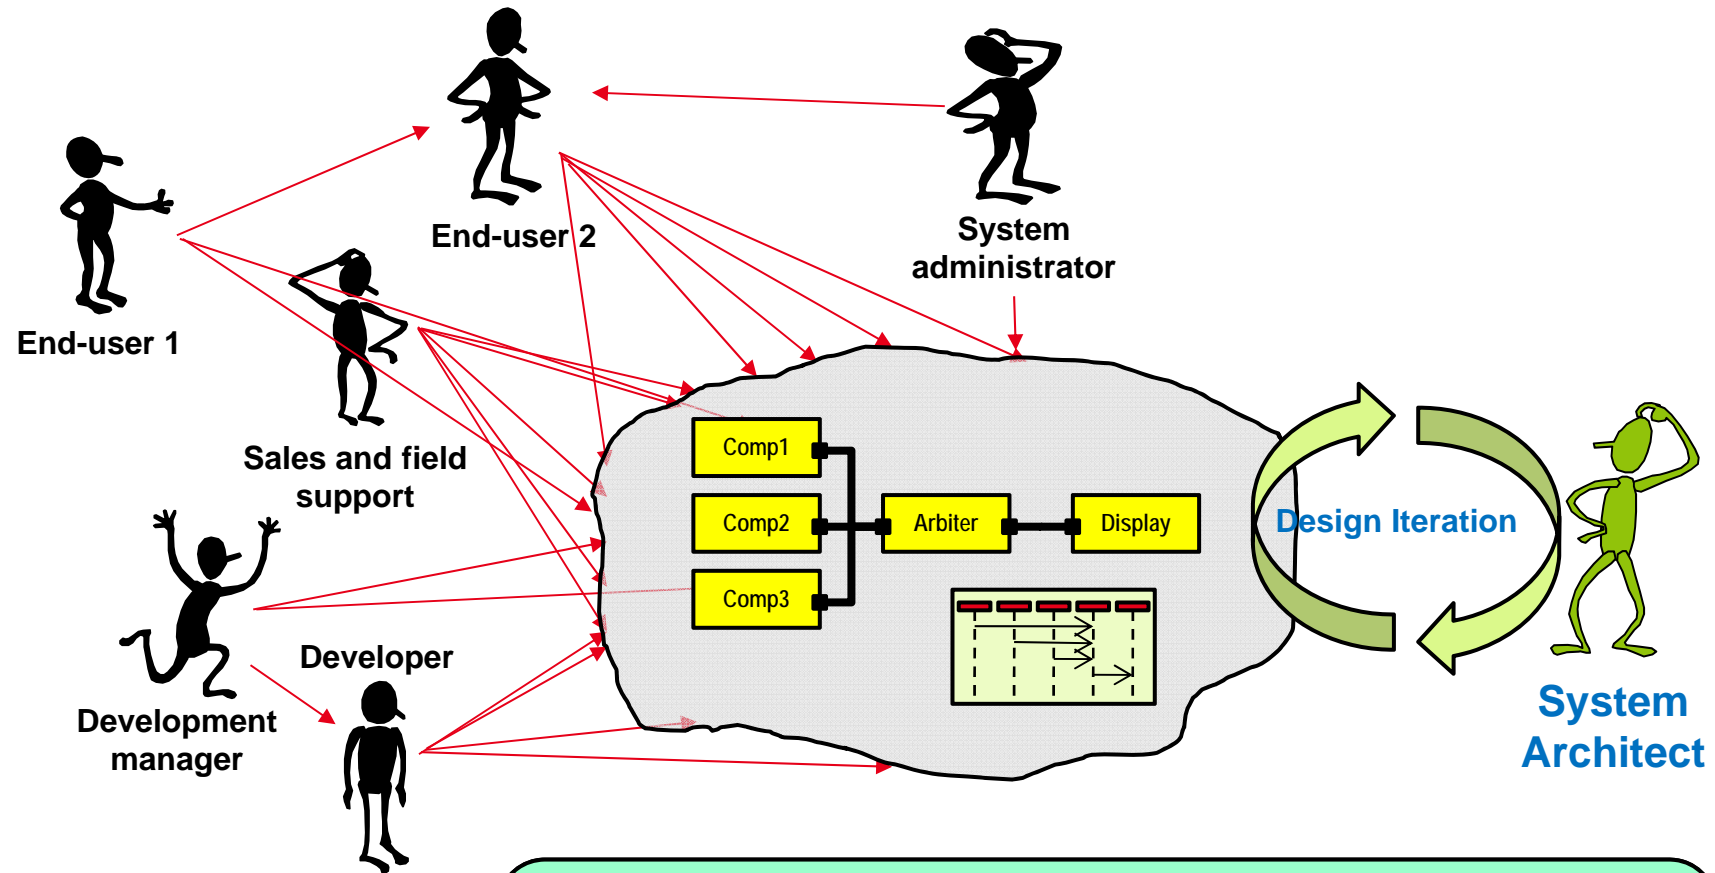 End-user 2
System
administrator
End-user 1
Sales and field
support
Comp1
Comp2
Arbiter
Display
Design Iteration
Comp3
Developer
Development
manager
System
Architect